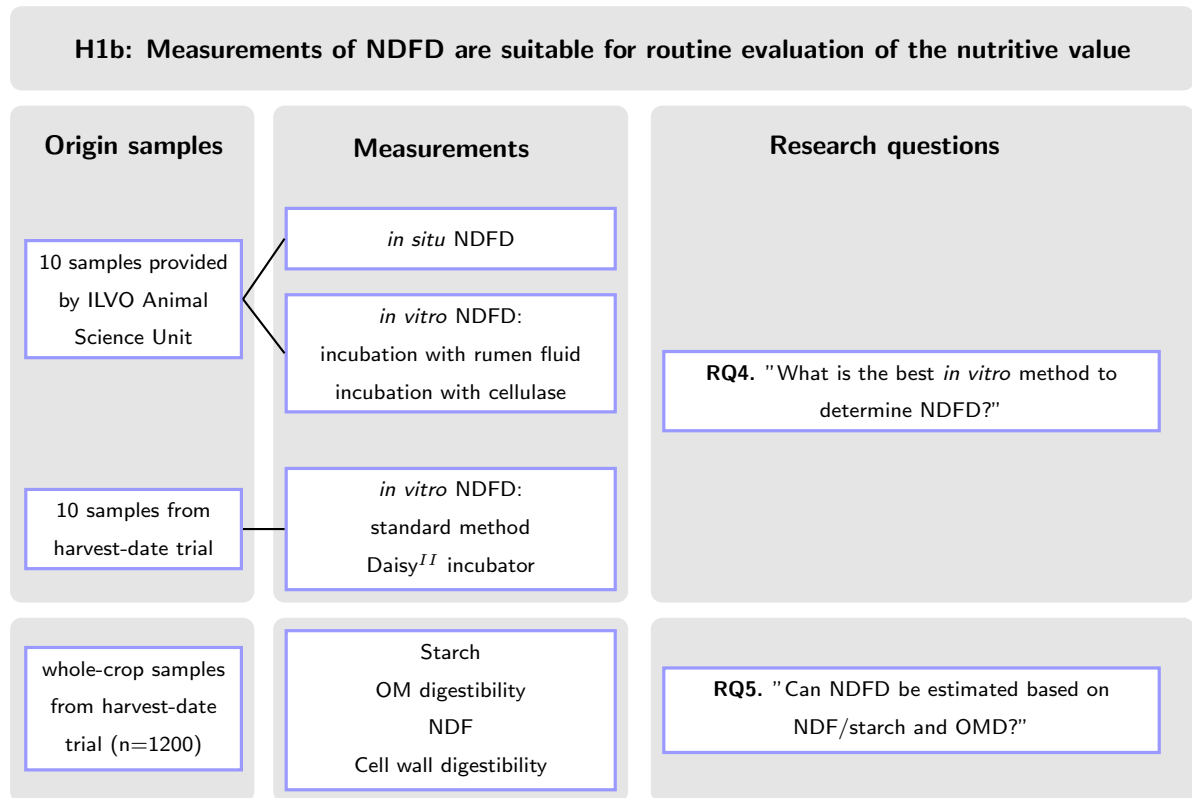 H1b: Measurements of NDFD are suitable for routine evaluation of the nutritive value
Origin samples
Measurements
Research questions
10 samples provided
by ILVO Animal
Science Unit
in situ NDFD
in vitro NDFD:
incubation with rumen fluid
incubation with cellulase
RQ4. "What is the best in vitro method to
determine NDFD?"
10 samples from
harvest-date trial
in vitro NDFD:
standard method
Daisy^II incubator
whole-crop samples
from harvest-date
trial (n=1200)
Starch
OM digestibility
NDF
Cell wall digestibility
RQ5. "Can NDFD be estimated based on
NDF/starch and OMD?"